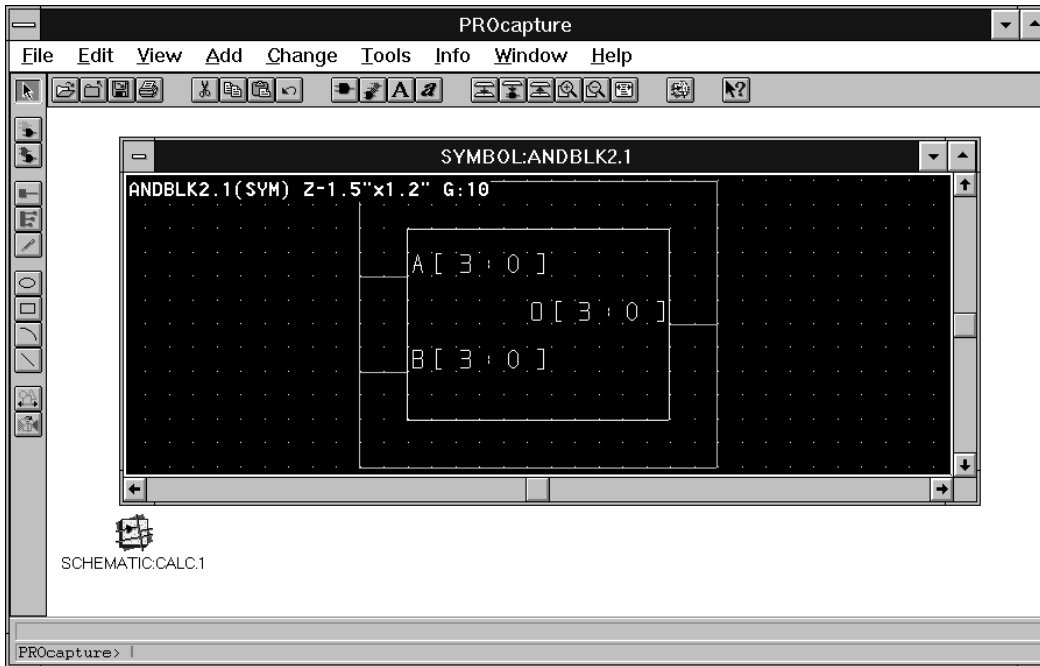 PROcapture
File Edit View Add Change Tools Info Window Help
SYMBOL:ANDBLK2.1
ANDBLK2.1(SYM) Z-1.5"x1.2" G:10
A[3:0]
O[3:0]
B[3:0]
SCHEMATIC:CALC.1
PROcapture>